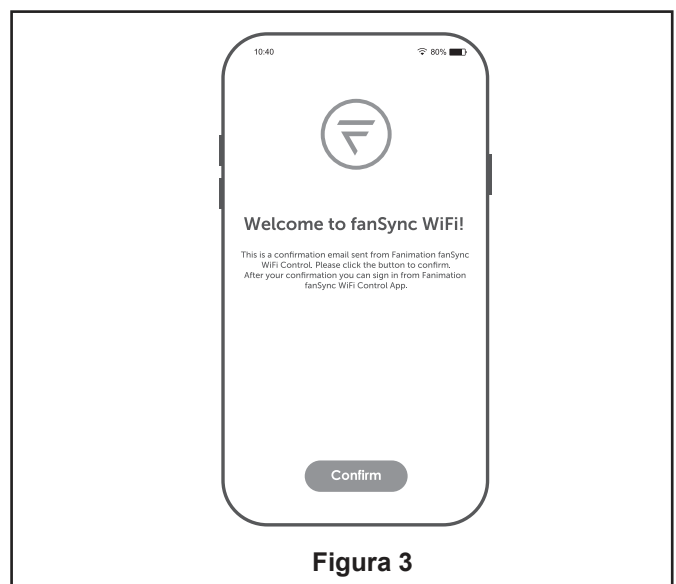 10:40 80%
Welcome to fanSync WiFi!
This is a confirmation email sent from Fanimation fanSync
WiFi Control. Please click the button to confirm.
After your confirmation you can sign in from Fanimation
fanSync WiFi Control App.
Confirm
Figura 3